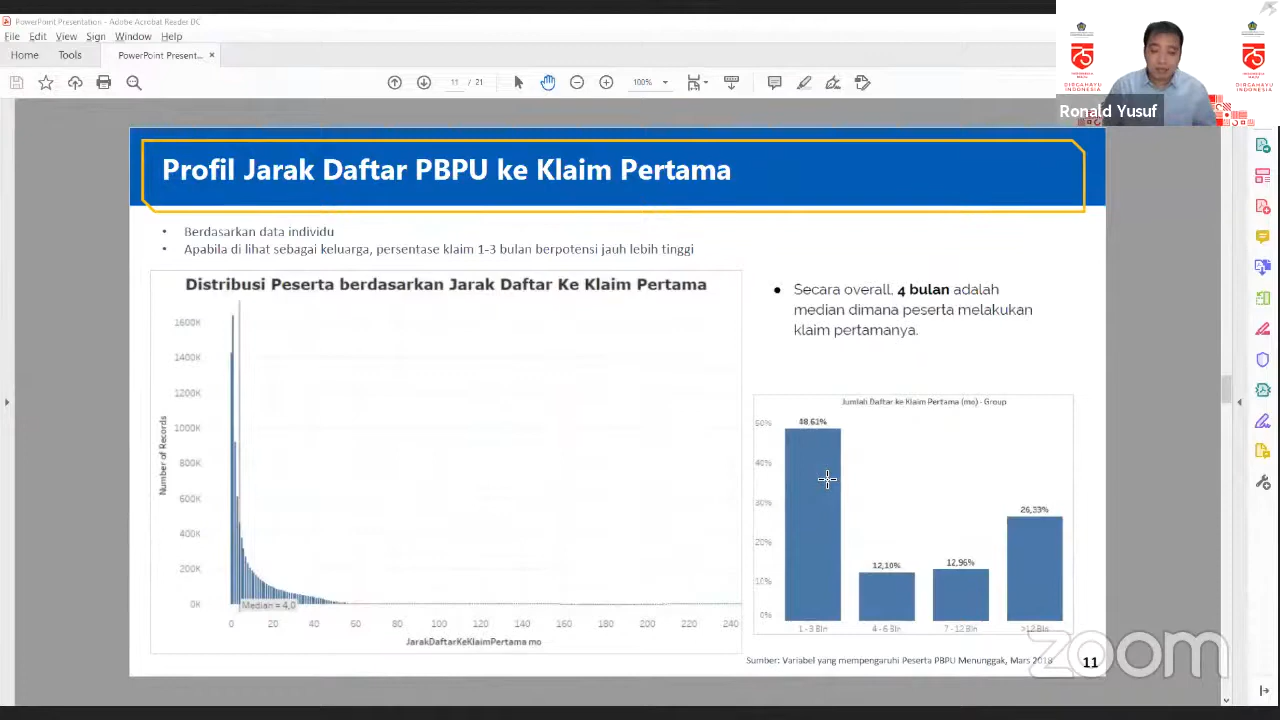 PowerPoint Presentation - Adobe Acrobat Reader DC
File Edit View Sign Window Help
Home Tools PowerPoint Present... ×
11 21 100%
Ronald Yusuf
DIRGAHAYU
INDONESIA
DIRGAHAYU
INDONESIA
Profil Jarak Daftar PBPU ke Klaim Pertama
• Berdasarkan data individu
• Apabila di lihat sebagai keluarga, persentase klaim 1-3 bulan berpotensi jauh lebih tinggi
Distribusi Peserta berdasarkan Jarak Daftar Ke Klaim Pertama
1600K
1400K
1200K
1000K
800K
600K
400K
200K
0K
Number of Records
Median = 4,0
0 20 40 60 80 100 120 140 160 180 200 220 240
JarakDaftarKeKlaimPertama mo
● Secara overall, 4 bulan adalah
median dimana peserta melakukan
klaim pertamanya.
Jumlah Daftar ke Klaim Pertama (mo) - Group
50%
40%
30%
20%
10%
0%
48,61%
12,10%
12,96%
26,33%
1 - 3 Bln 4 - 6 Bln 7 - 12 Bln >12 Bln
Sumber: Variabel yang mempengaruhi Peserta PBPU Menunggak, Mars 2018
11
zoom